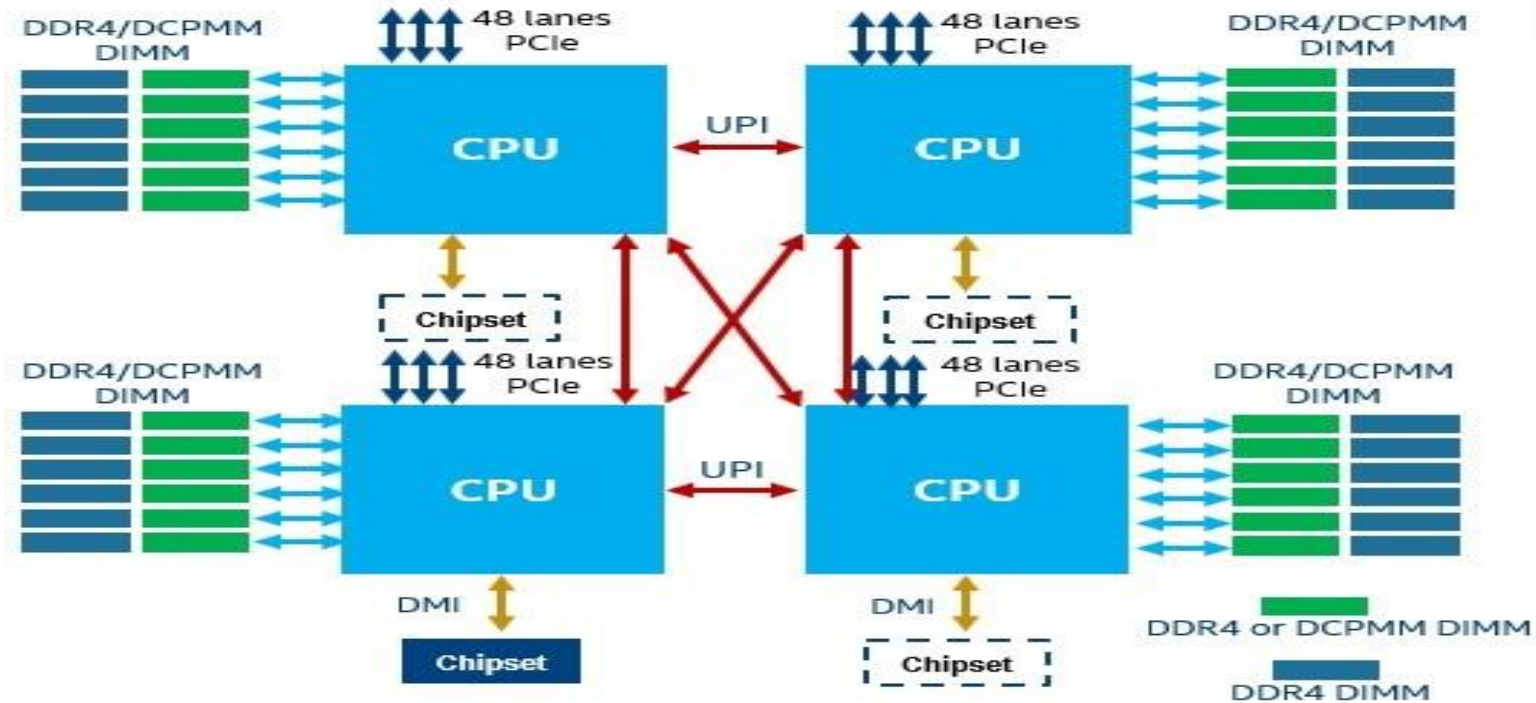 48 lanes
PCIe
48 lanes
PCIe
DDR4/DCPMM
DIMM
DDR4/DCPMM
DIMM
CPU
UPI
CPU
Chipset
Chipset
48 lanes
PCIe
48 lanes
PCIe
DDR4/DCPMM
DIMM
DDR4/DCPMM
DIMM
CPU
UPI
CPU
DMI
DMI
Chipset
Chipset
DDR4 or DCPMM DIMM
DDR4 DIMM